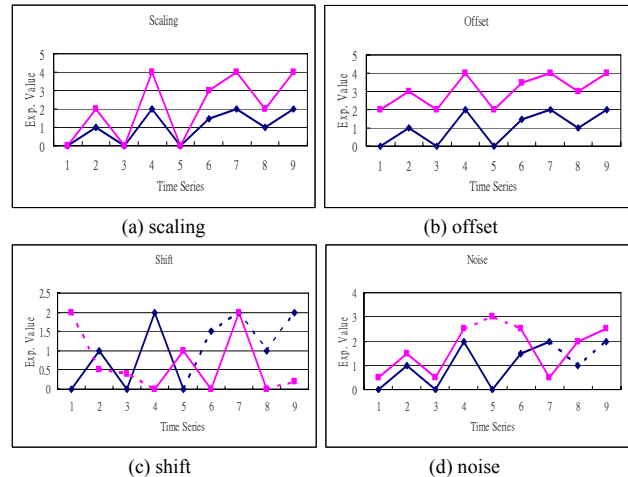 Scaling
Exp. Value
5
4
3
2
1
0
1 2 3 4 5 6 7 8 9
Time Series
(a) scaling
Offset
Exp. Value
5
4
3
2
1
0
1 2 3 4 5 6 7 8 9
Time Series
(b) offset
Shift
Exp. Value
2.5
2
1.5
1
0.5
0
1 2 3 4 5 6 7 8 9
Time Series
(c) shift
Noise
Exp. Value
4
3
2
1
0
1 2 3 4 5 6 7 8 9
Time Series
(d) noise